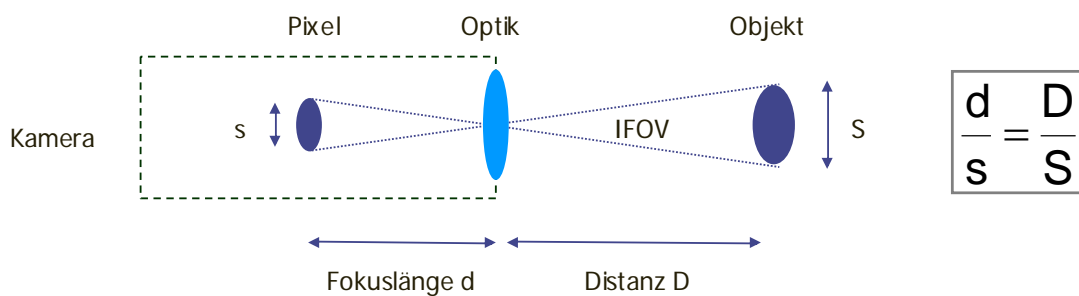 Pixel Optik Objekt
Kamera s IFOV S
d/s = D/S
Fokuslänge d Distanz D